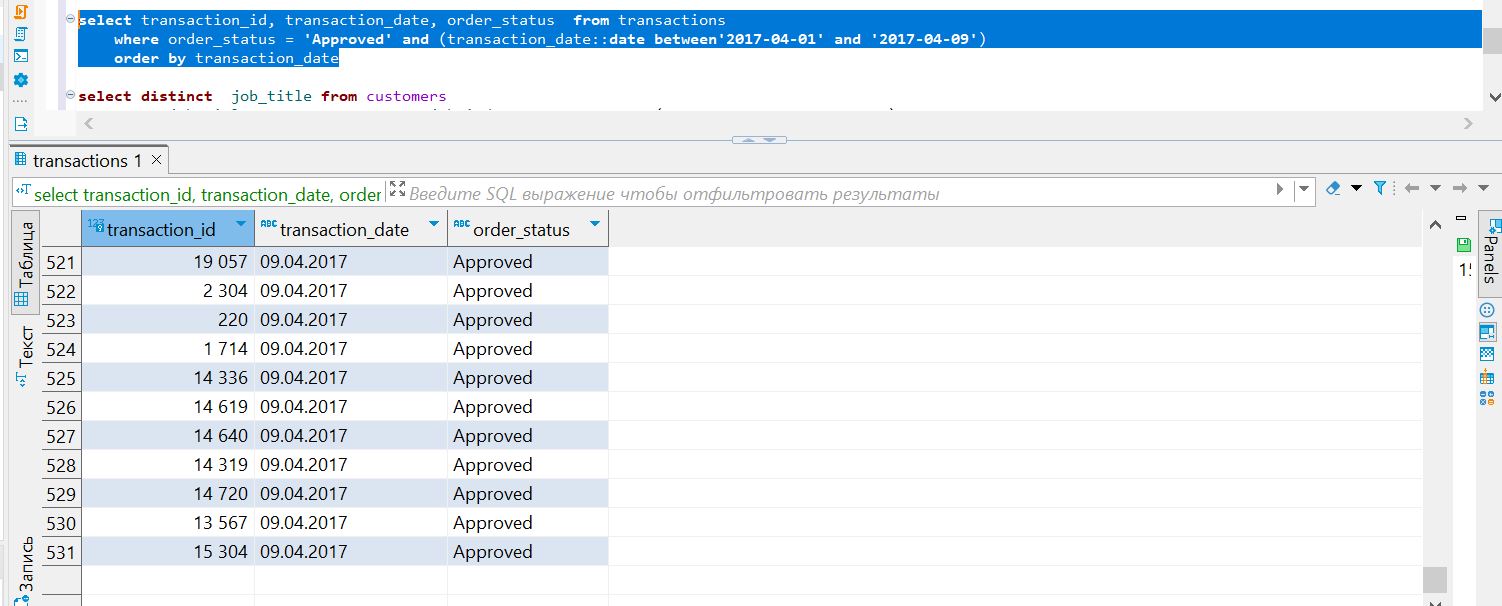 select transaction_id, transaction_date, order_status  from transactions
where order_status = 'Approved' and (transaction_date::date between'2017-04-01' and '2017-04-09')
order by transaction_date
select distinct  job_title from customers
transactions 1
select transaction_id, transaction_date, order
Введите SQL выражение чтобы отфильтровать результаты
Таблица
Текст
Запись
Panels
123 transaction_id ABC transaction_date ABC order_status
521 19 057 09.04.2017 Approved
522 2 304 09.04.2017 Approved
523 220 09.04.2017 Approved
524 1 714 09.04.2017 Approved
525 14 336 09.04.2017 Approved
526 14 619 09.04.2017 Approved
527 14 640 09.04.2017 Approved
528 14 319 09.04.2017 Approved
529 14 720 09.04.2017 Approved
530 13 567 09.04.2017 Approved
531 15 304 09.04.2017 Approved